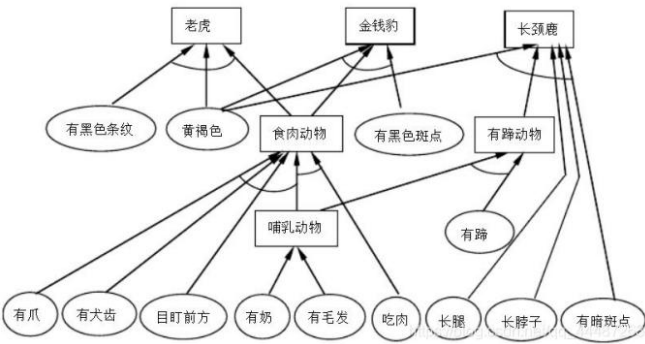 老虎
金钱豹
长颈鹿
有黑色条纹
黄褐色
食肉动物
有黑色斑点
有蹄动物
哺乳动物
有蹄
有爪
有犬齿
目盯前方
有奶
有毛发
吃肉
长腿
长脖子
有暗斑点